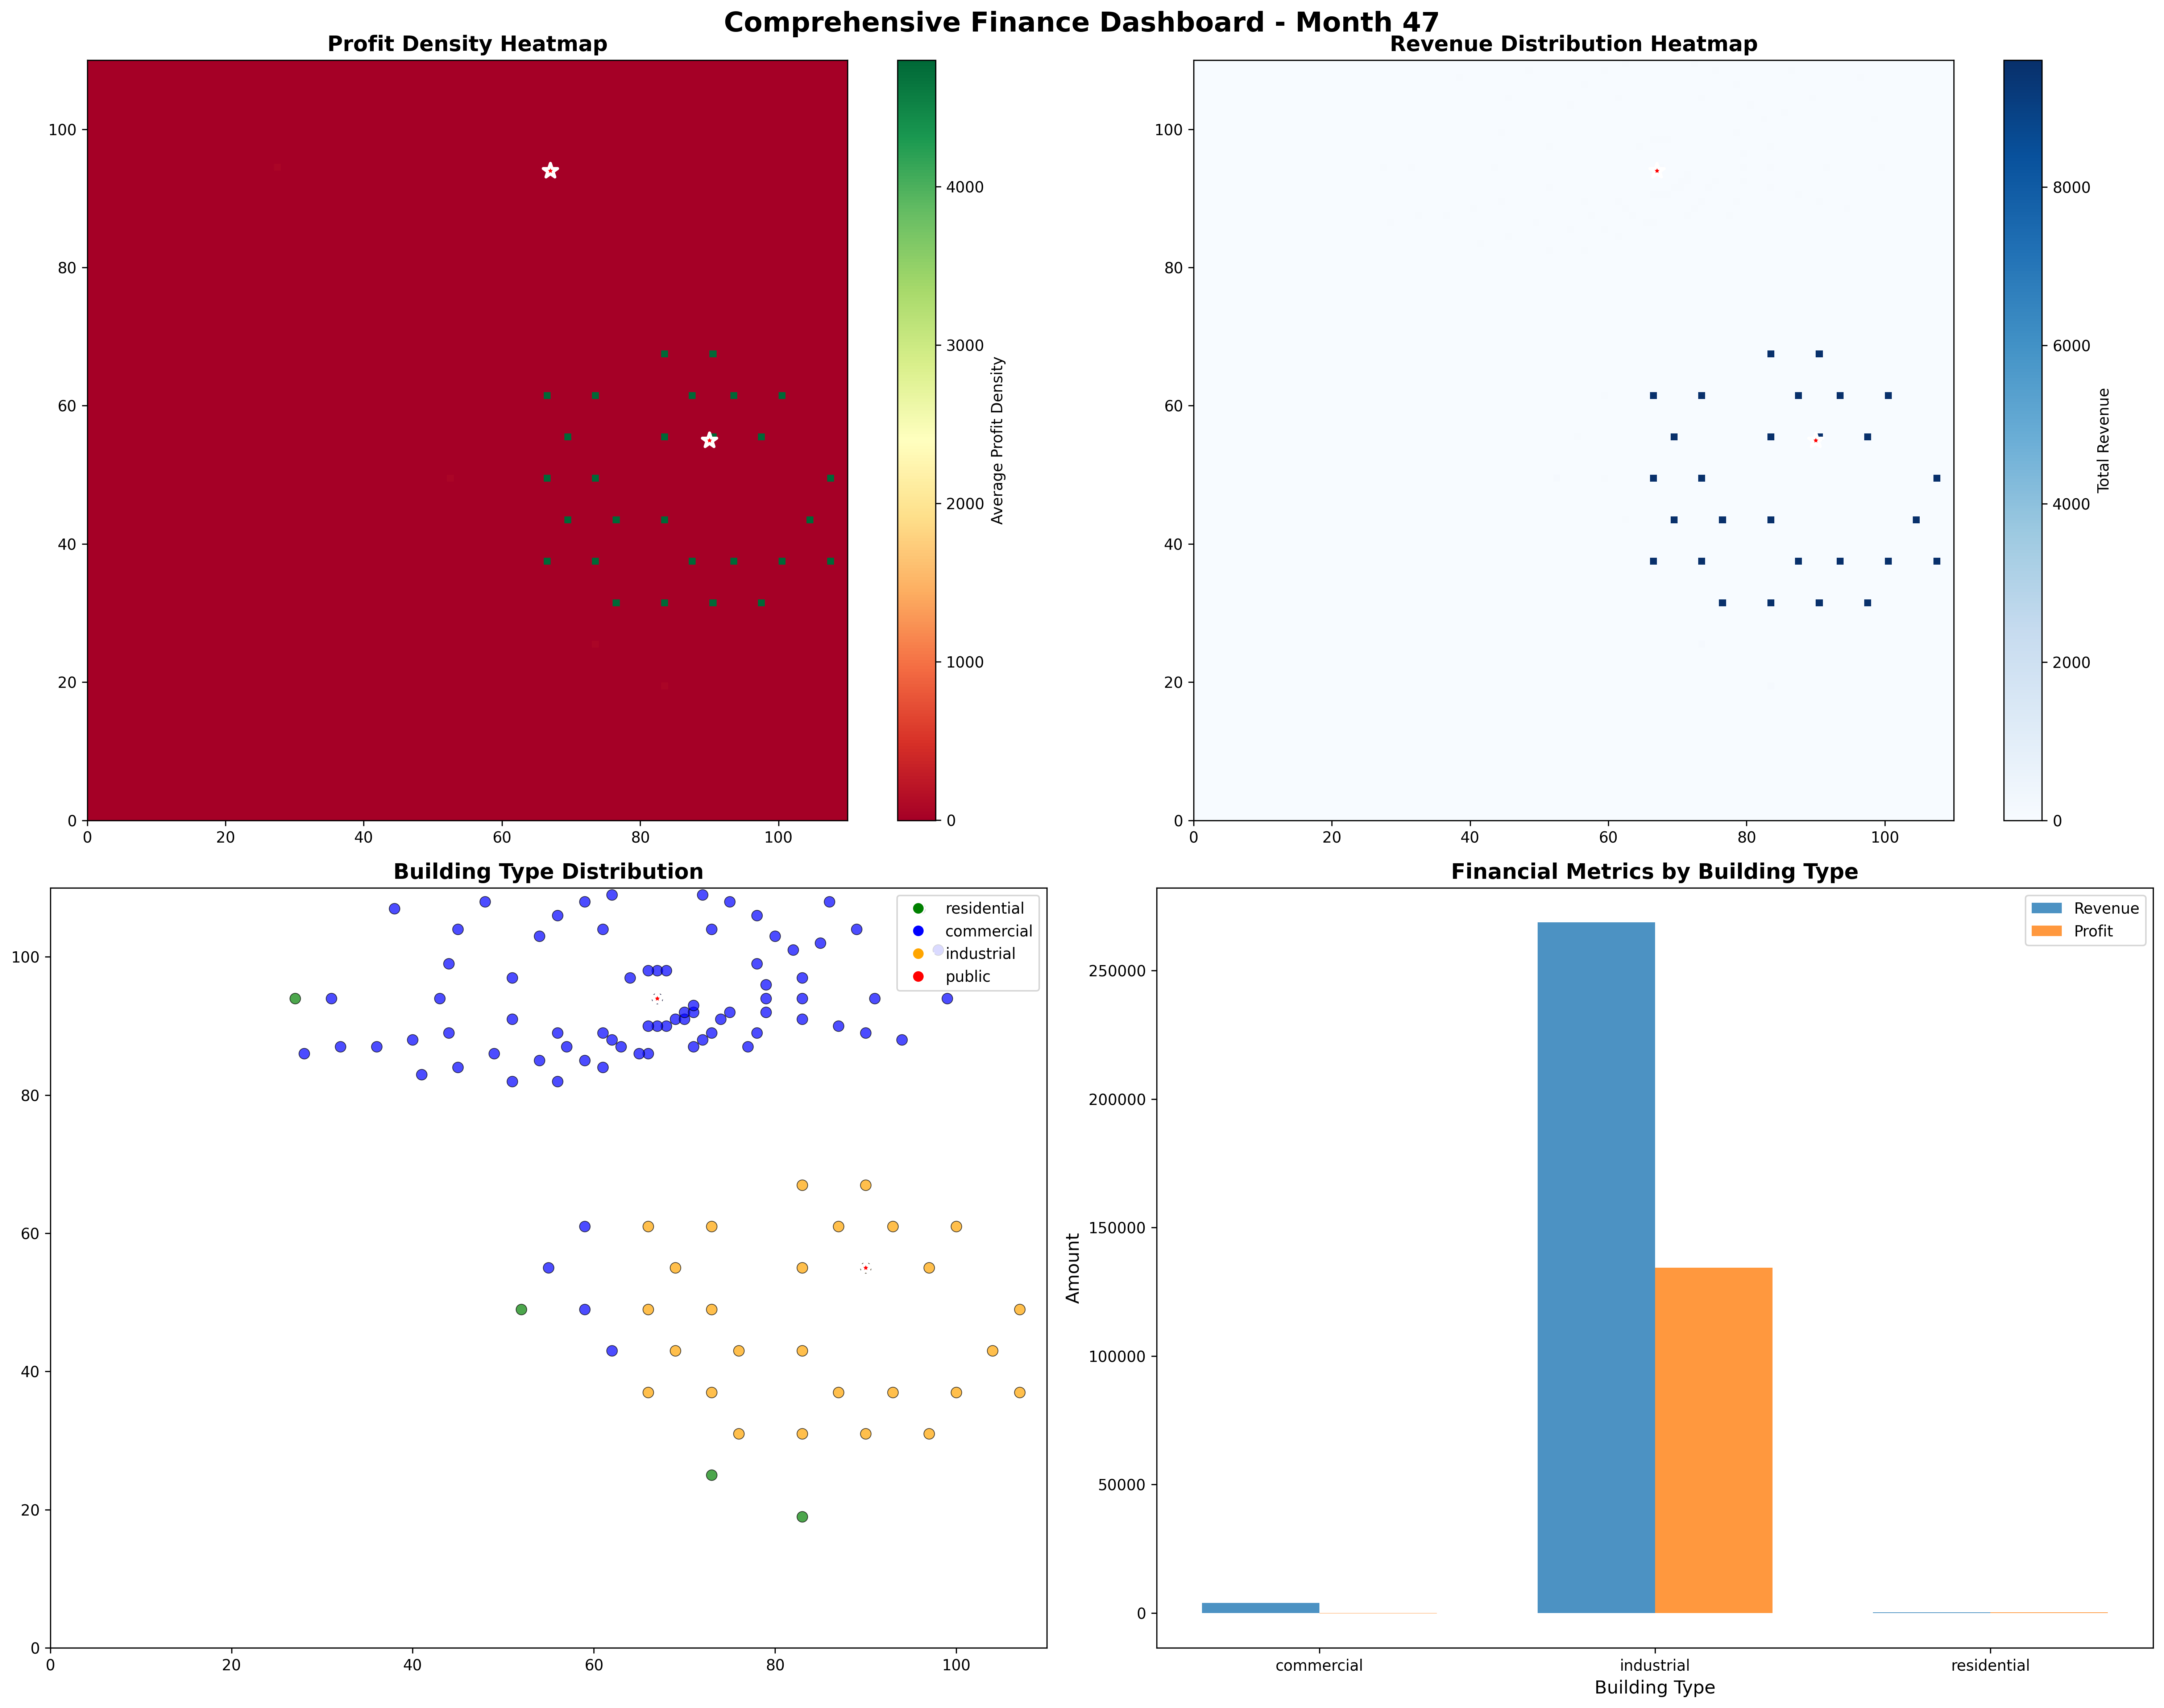 Comprehensive Finance Dashboard - Month 47
Profit Density Heatmap
100
80
60
40
20
0
0 20 40 60 80 100
4000
3000
2000
1000
0
Average Profit Density
Revenue Distribution Heatmap
100
80
60
40
20
0
0 20 40 60 80 100
8000
6000
4000
2000
0
Total Revenue
Building Type Distribution
100
80
60
40
20
0
0 20 40 60 80 100
residential
commercial
industrial
public
Financial Metrics by Building Type
Revenue
Profit
Amount
250000
200000
150000
100000
50000
0
commercial industrial residential
Building Type